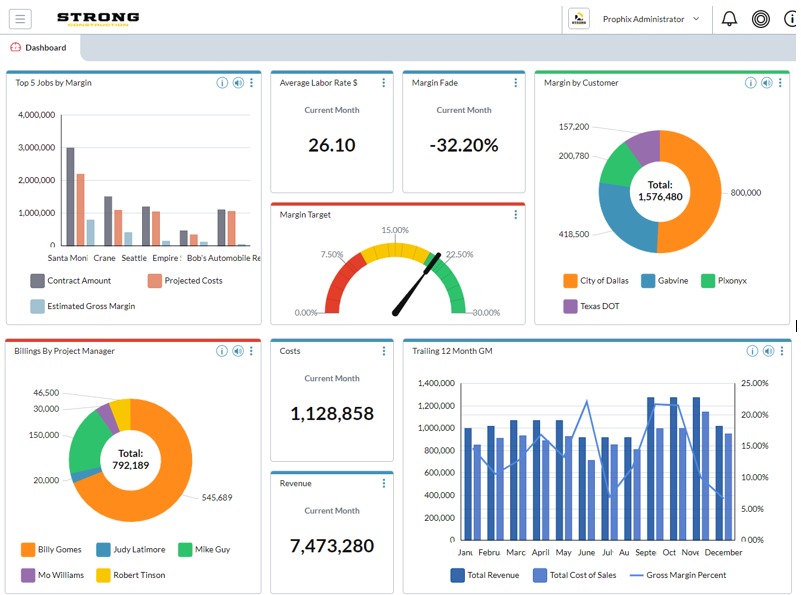 STRONG
CONSTRUCTION
Prophix Administrator
Dashboard
Top 5 Jobs by Margin
4,000,000
3,000,000
2,000,000
1,000,000
0
Santa Moni Crane Seattle Empire Bob's Automobile Re
Contract Amount
Projected Costs
Estimated Gross Margin
Average Labor Rate $
Current Month
26.10
Margin Fade
Current Month
-32.20%
Margin Target
15.00%
7.50%
22.50%
0.00%
30.00%
Margin by Customer
157,200
200,780
418,500
800,000
Total:
1,576,480
City of Dallas
Gabvine
Pixonyx
Texas DOT
Billings By Project Manager
46,500
30,000
150,000
20,000
545,689
Total:
792,189
Billy Gomes
Judy Latimore
Mike Guy
Mo Williams
Robert Tinson
Costs
Current Month
1,128,858
Revenue
Current Month
7,473,280
Trailing 12 Month GM
1,400,000
1,200,000
1,000,000
800,000
600,000
400,000
200,000
0
25.00%
20.00%
15.00%
10.00%
5.00%
0.00%
Janu Febru Marc April May June Jul Au Septe Oct Nove December
Total Revenue
Total Cost of Sales
Gross Margin Percent